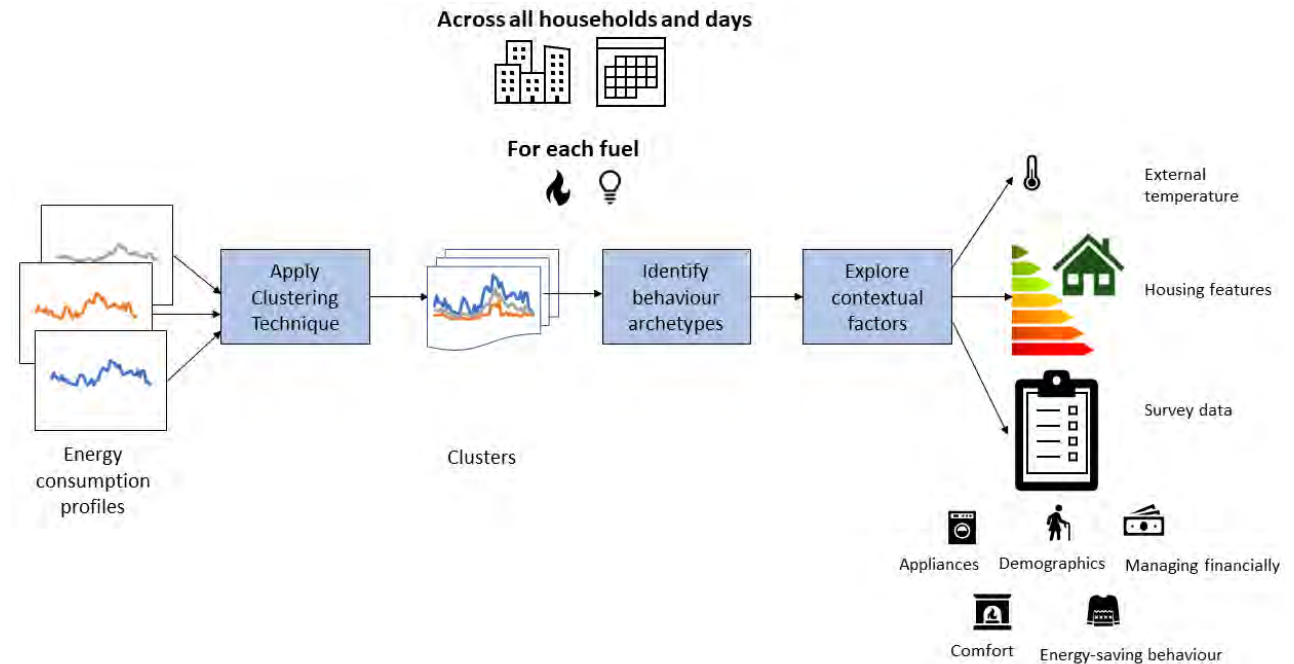 Across all households and days
For each fuel
Energy
consumption
profiles
Apply
Clustering
Technique
Clusters
Identify
behaviour
archetypes
Explore
contextual
factors
External
temperature
Housing features
Survey data
Appliances
Demographics
Managing financially
Comfort
Energy-saving behaviour